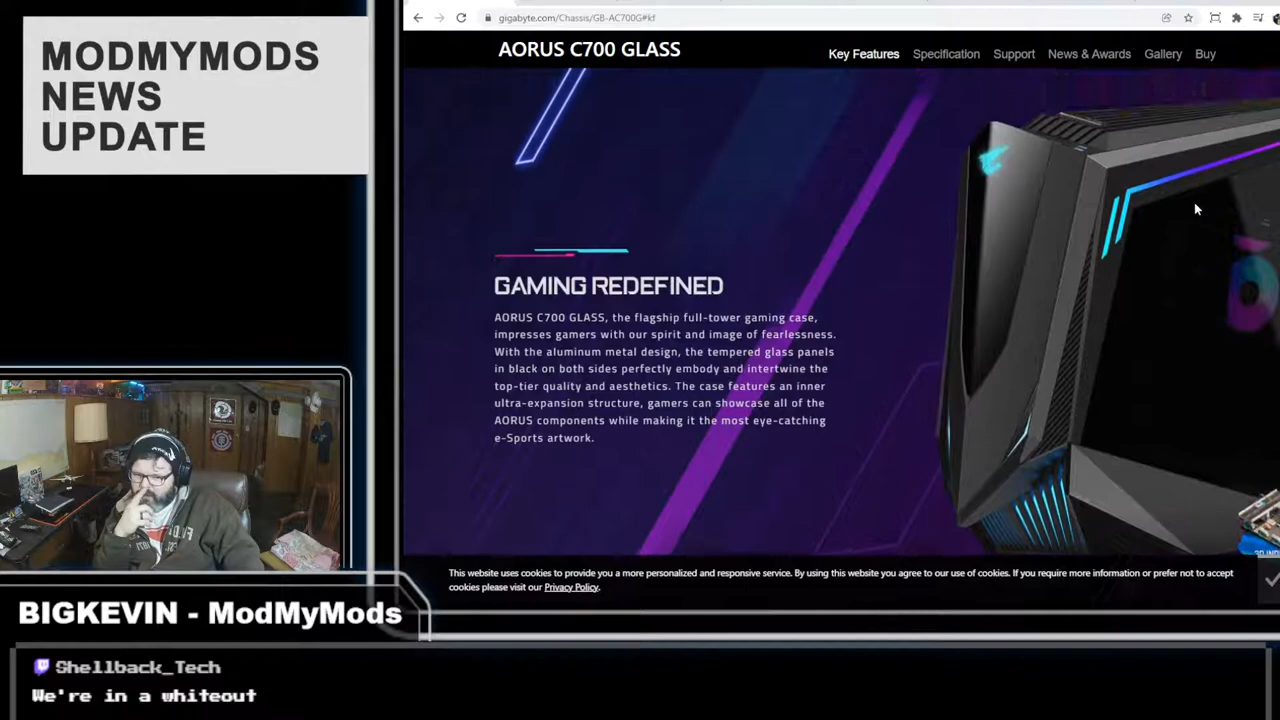 MODMYMODS
NEWS
UPDATE
gigabyte.com/Chassis/GB-AC700G#kf
AORUS C700 GLASS
Key Features Specification Support News & Awards Gallery Buy
GAMING REDEFINED
AORUS C700 GLASS, the flagship full-tower gaming case,
impresses gamers with our spirit and image of fearlessness.
With the aluminum metal design, the tempered glass panels
in black on both sides perfectly embody and intertwine the
top-tier quality and aesthetics. The case features an inner
ultra-expansion structure, gamers can showcase all of the
AORUS components while making it the most eye-catching
e-Sports artwork.
This website uses cookies to provide you a more personalized and responsive service. By using this website you agree to our use of cookies. If you require more information or prefer not to accept
cookies please visit our Privacy Policy.
BIGKEVIN - ModMyMods
Shellback_Tech
We're in a whiteout